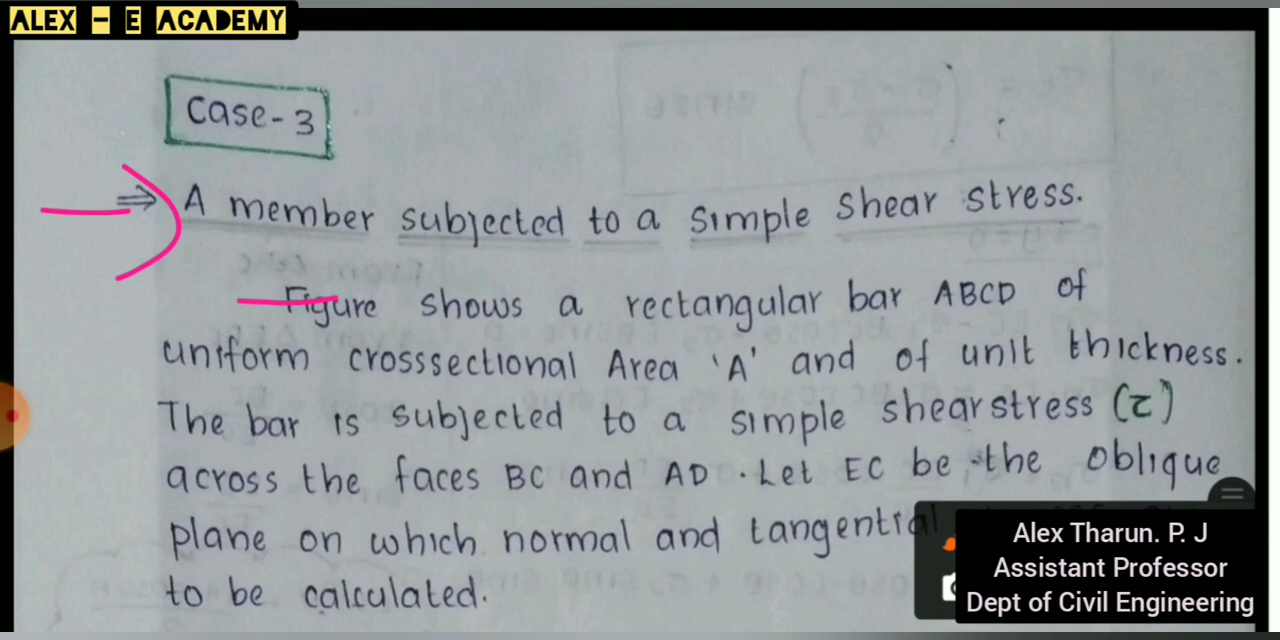 ALEX - E ACADEMY
Case-3
⇒ A member subjected to a simple shear stress.
Figure shows a rectangular bar ABCD of
uniform crosssectional Area 'A' and of unit thickness.
The bar is subjected to a simple shear stress (τ)
across the faces BC and AD. Let EC be the oblique
plane on which normal and tangential
to be calculated.
Alex Tharun. P. J
Assistant Professor
Dept of Civil Engineering